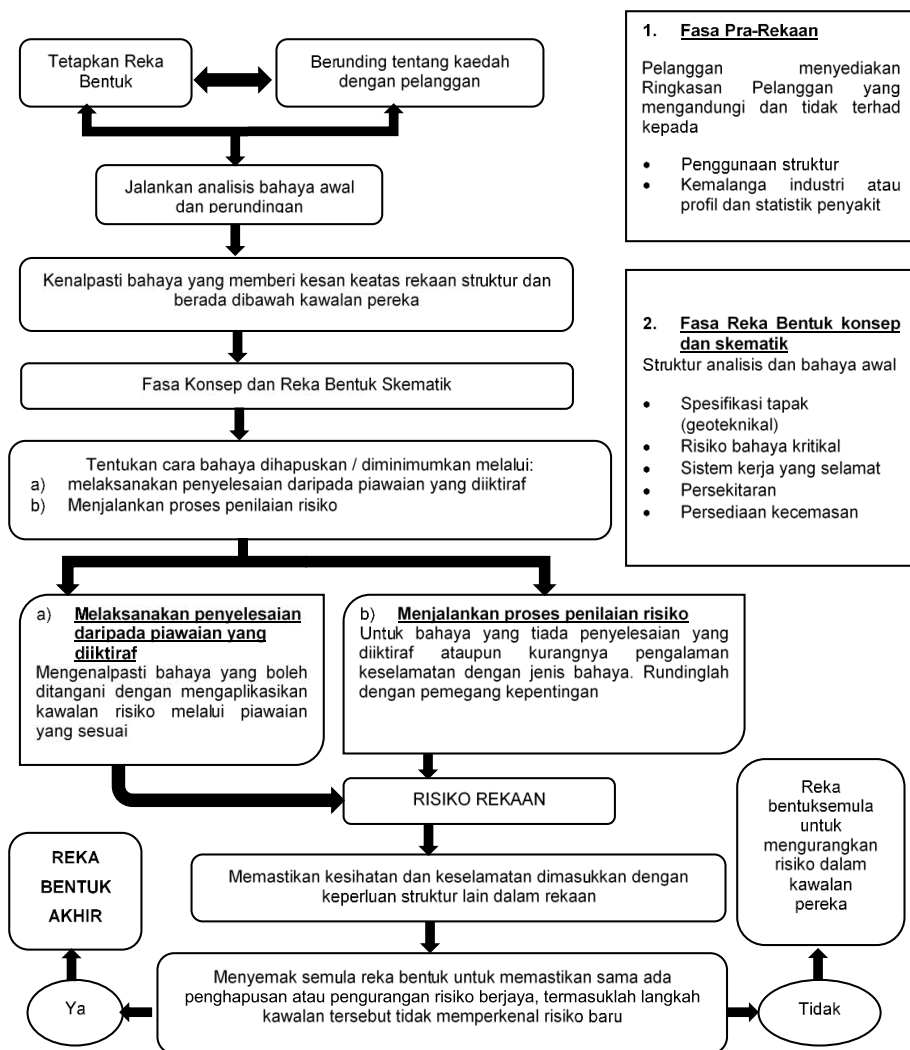 Tetapkan Reka
Bentuk
Berunding tentang kaedah
dengan pelanggan
Jalankan analisis bahaya awal
dan perundingan
Kenalpasti bahaya yang memberi kesan keatas rekaan struktur dan
berada dibawah kawalan pereka
Fasa Konsep dan Reka Bentuk Skematik
Tentukan cara bahaya dihapuskan / diminimumkan melalui:
a) melaksanakan penyelesaian daripada piawaian yang diiktiraf
b) Menjalankan proses penilaian risiko
a) Melaksanakan penyelesaian
daripada piawaian yang
diiktiraf
Mengenalpasti bahaya yang boleh
ditangani dengan mengaplikasikan
kawalan risiko melalui piawaian
yang sesuai
b) Menjalankan proses penilaian risiko
Untuk bahaya yang tiada penyelesaian yang
diiktiraf ataupun kurangnya pengalaman
keselamatan dengan jenis bahaya. Rundinglah
dengan pemegang kepentingan
RISIKO REKAAN
Memastikan kesihatan dan keselamatan dimasukkan dengan
keperluan struktur lain dalam rekaan
Menyemak semula reka bentuk untuk memastikan sama ada
penghapusan atau pengurangan risiko berjaya, termasuklah langkah
kawalan tersebut tidak memperkenal risiko baru
Ya
REKA
BENTUK
AKHIR
Tidak
Reka
bentuksemula
untuk
mengurangkan
risiko dalam
kawalan
pereka
1. Fasa Pra-Rekaan
Pelanggan menyediakan
Ringkasan Pelanggan yang
mengandungi dan tidak terhad
kepada
• Penggunaan struktur
• Kemalanga industri atau
profil dan statistik penyakit
2. Fasa Reka Bentuk konsep
dan skematik
Struktur analisis dan bahaya awal
• Spesifikasi tapak
(geoteknikal)
• Risiko bahaya kritikal
• Sistem kerja yang selamat
• Persekitaran
• Persediaan kecemasan